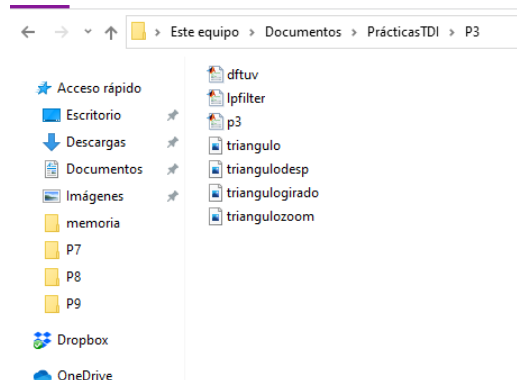 Este equipo > Documentos > PrácticasTDI > P3
Acceso rápido
Escritorio
Descargas
Documentos
Imágenes
memoria
P7
P8
P9
Dropbox
OneDrive
dftuv
lpfilter
p3
triangulo
triangulodesp
triangulogirado
triangulozoom